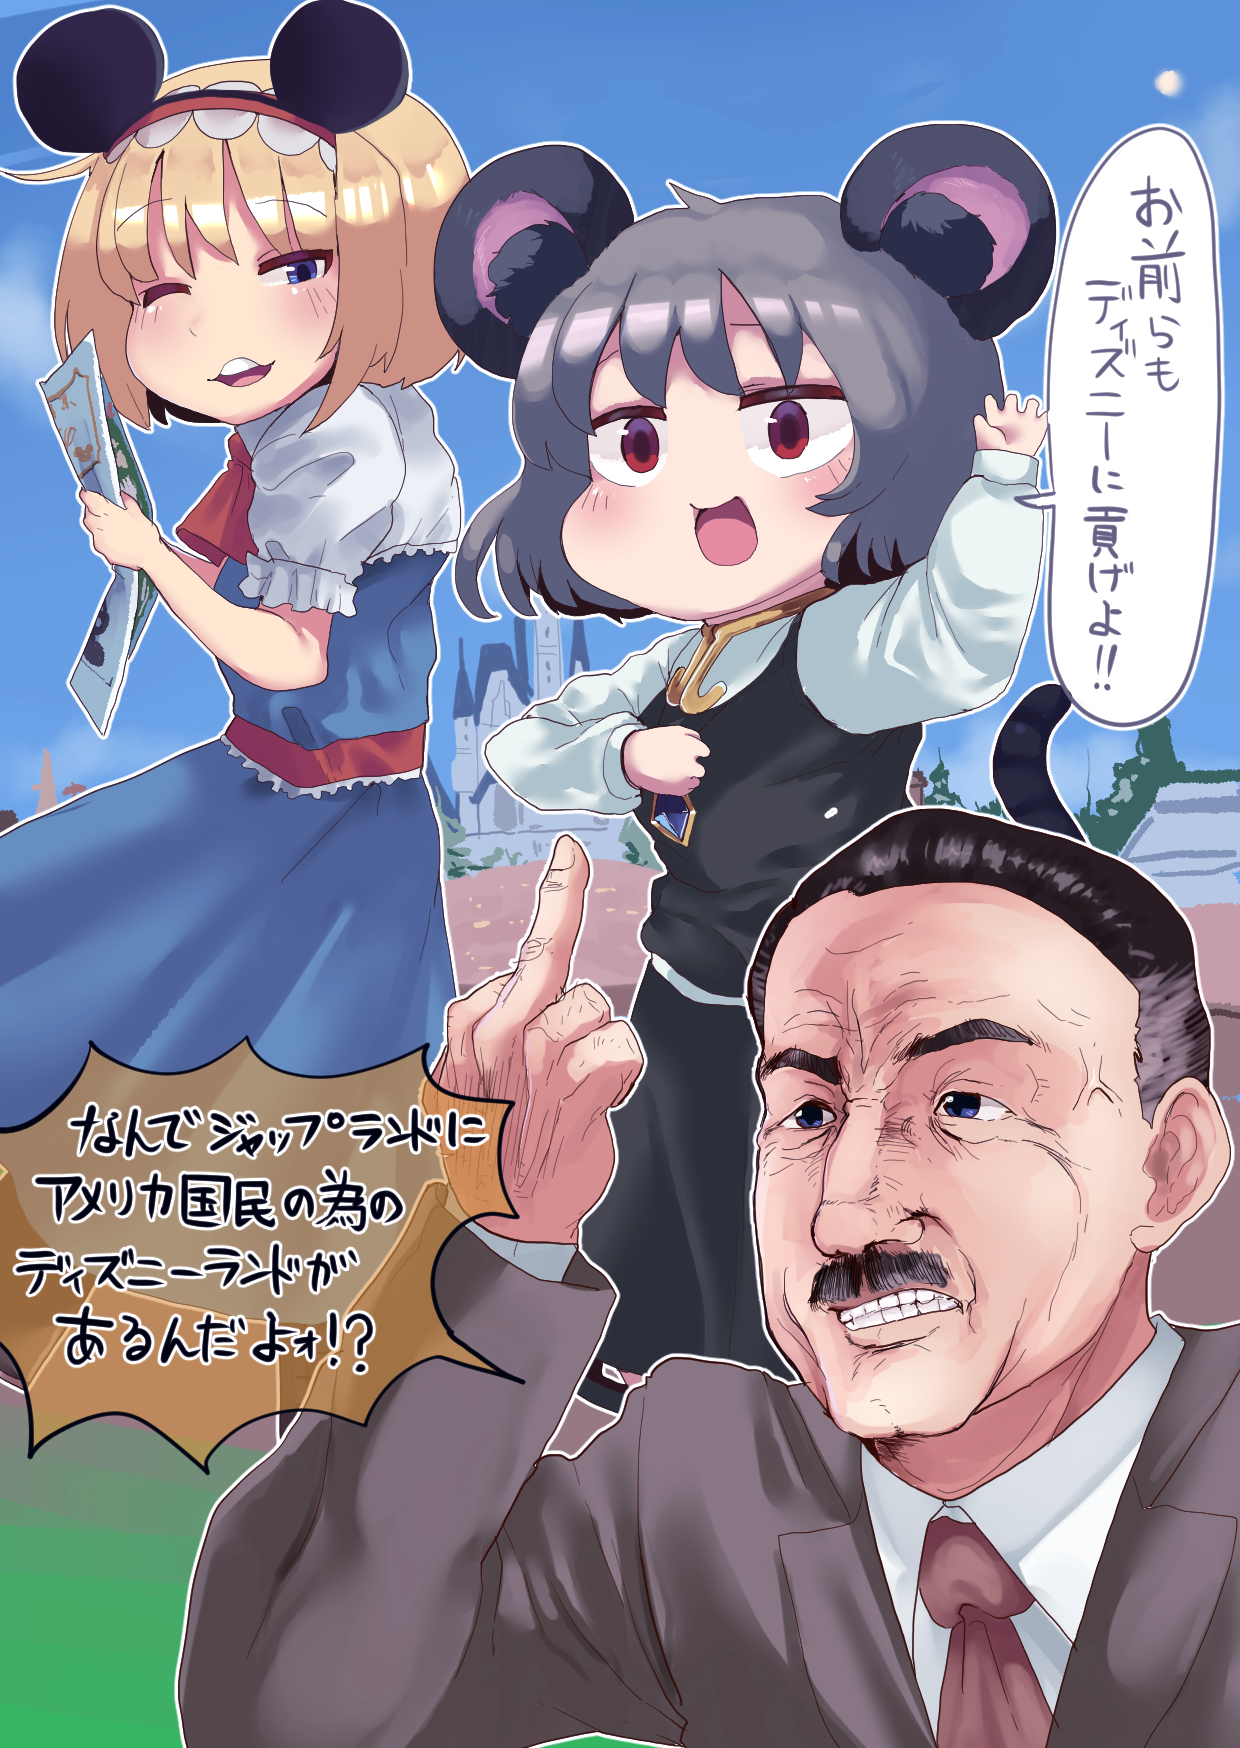 お前らも
ディズニーに貢げよ!!
なんでジャップランドに
アメリカ国民の為の
ディズニーランドが
あるんだよォ!?